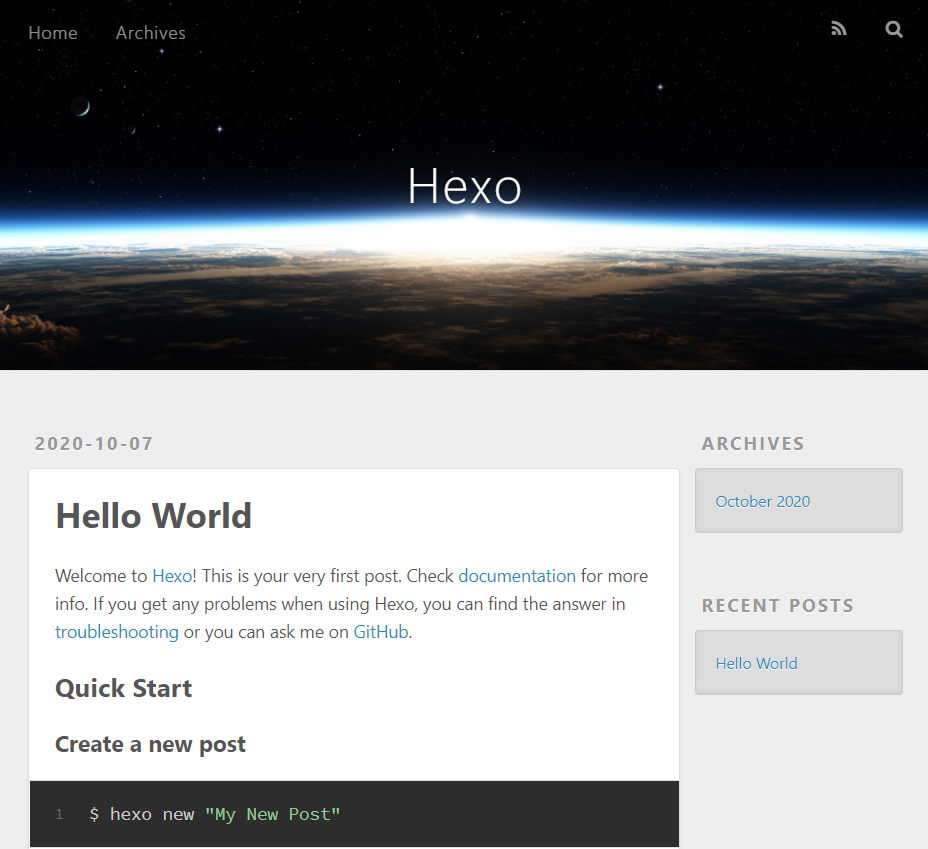 Home Archives
Hexo
2020-10-07
Hello World
Welcome to Hexo! This is your very first post. Check documentation for more
info. If you get any problems when using Hexo, you can find the answer in
troubleshooting or you can ask me on GitHub.
Quick Start
Create a new post
1 $ hexo new "My New Post"
ARCHIVES
October 2020
RECENT POSTS
Hello World